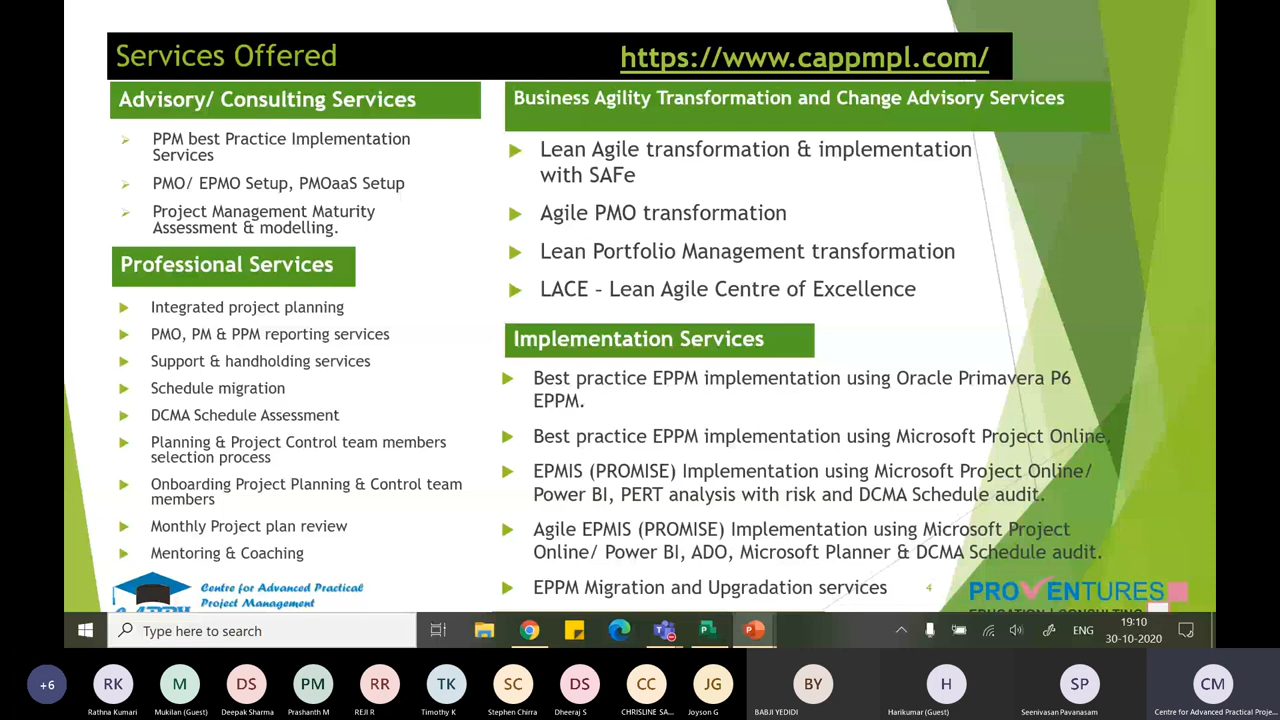 Services Offered
https://www.cappmpl.com/
Advisory/ Consulting Services
PPM best Practice Implementation
Services
PMO/ EPMO Setup, PMOaaS Setup
Project Management Maturity
Assessment & modelling.
Professional Services
Integrated project planning
PMO, PM & PPM reporting services
Support & handholding services
Schedule migration
DCMA Schedule Assessment
Planning & Project Control team members
selection process
Onboarding Project Planning & Control team
members
Monthly Project plan review
Mentoring & Coaching
Centre for Advanced Practical
Project Management
Business Agility Transformation and Change Advisory Services
Lean Agile transformation & implementation
with SAFe
Agile PMO transformation
Lean Portfolio Management transformation
LACE – Lean Agile Centre of Excellence
Implementation Services
Best practice EPPM implementation using Oracle Primavera P6
EPPM.
Best practice EPPM implementation using Microsoft Project Online.
EPMIS (PROMISE) Implementation using Microsoft Project Online/
Power BI, PERT analysis with risk and DCMA Schedule audit.
Agile EPMIS (PROMISE) Implementation using Microsoft Project
Online/ Power BI, ADO, Microsoft Planner & DCMA Schedule audit.
EPPM Migration and Upgradation services
4
PROVENTURES
EDUCATION | CONSULTING
Type here to search
ENG
19:10
30-10-2020
+6
RK
M
DS
PM
RR
TK
SC
DS
CC
JG
BY
H
SP
CM
Rathna Kumari
Mukilan (Guest)
Deepak Sharma
Prashanth M
REJI R
Timothy K
Stephen Chirra
Dheeraj S
CHRISLINE SA...
Joyson G
BABJI YEDIDI
Harikumar (Guest)
Seenivasan Pavanasam
Centre for Advanced Practical Proje...